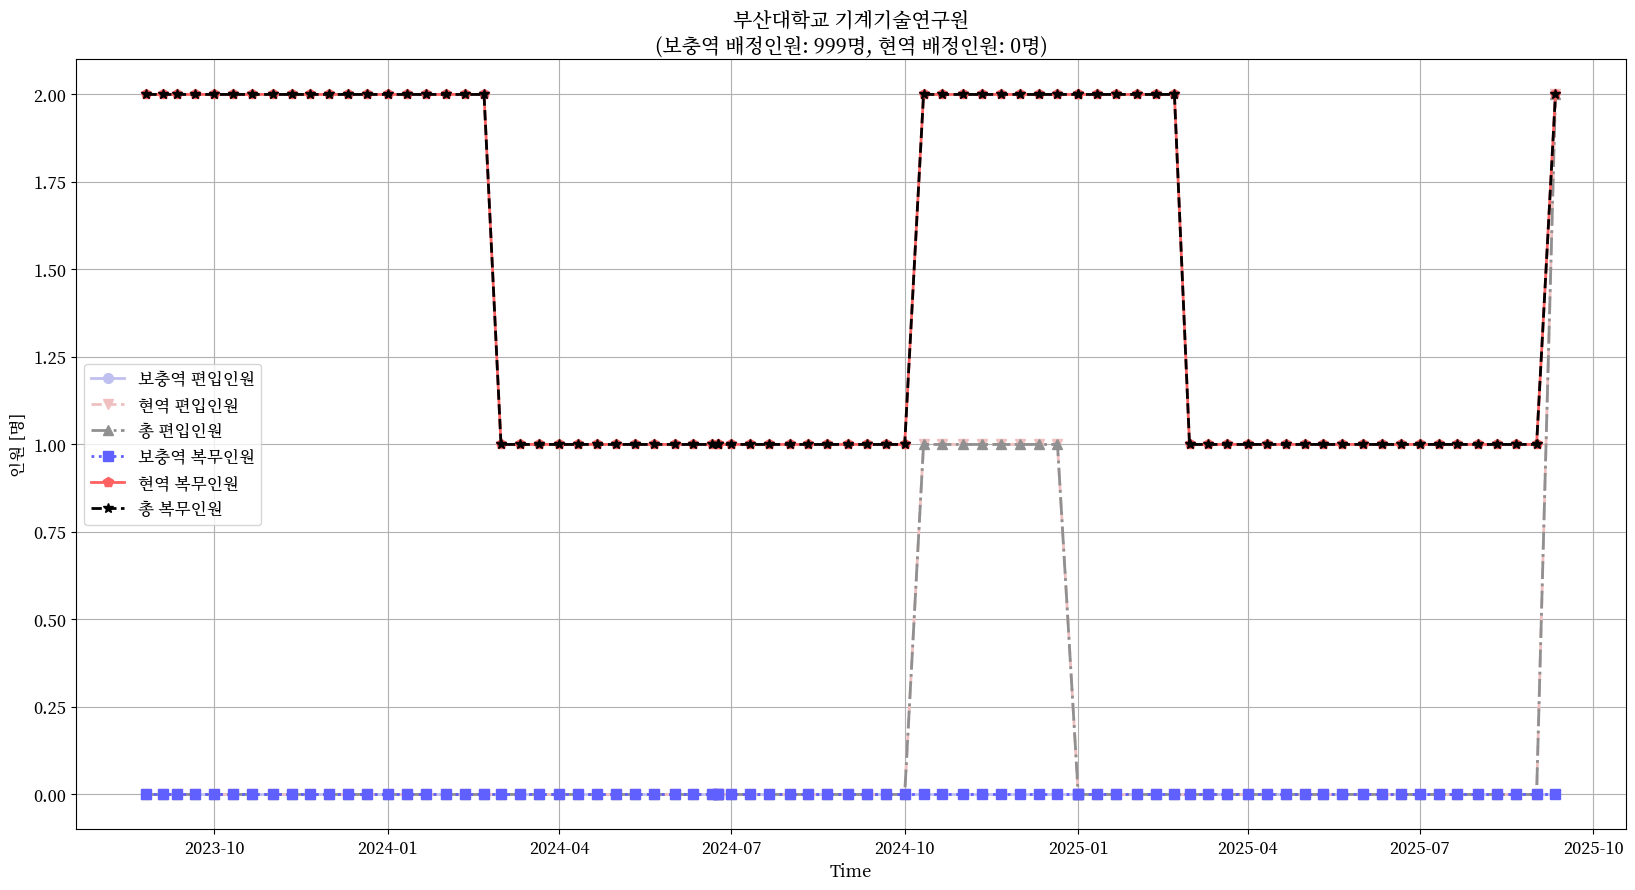 부산대학교 기계기술연구원
(보충역 배정인원: 999명, 현역 배정인원: 0명)
인원 [명]
2.00
1.75
1.50
1.25
1.00
0.75
0.50
0.25
0.00
보충역 편입인원
현역 편입인원
총 편입인원
보충역 복무인원
현역 복무인원
총 복무인원
2023-10
2024-01
2024-04
2024-07
2024-10
2025-01
2025-04
2025-07
2025-10
Time